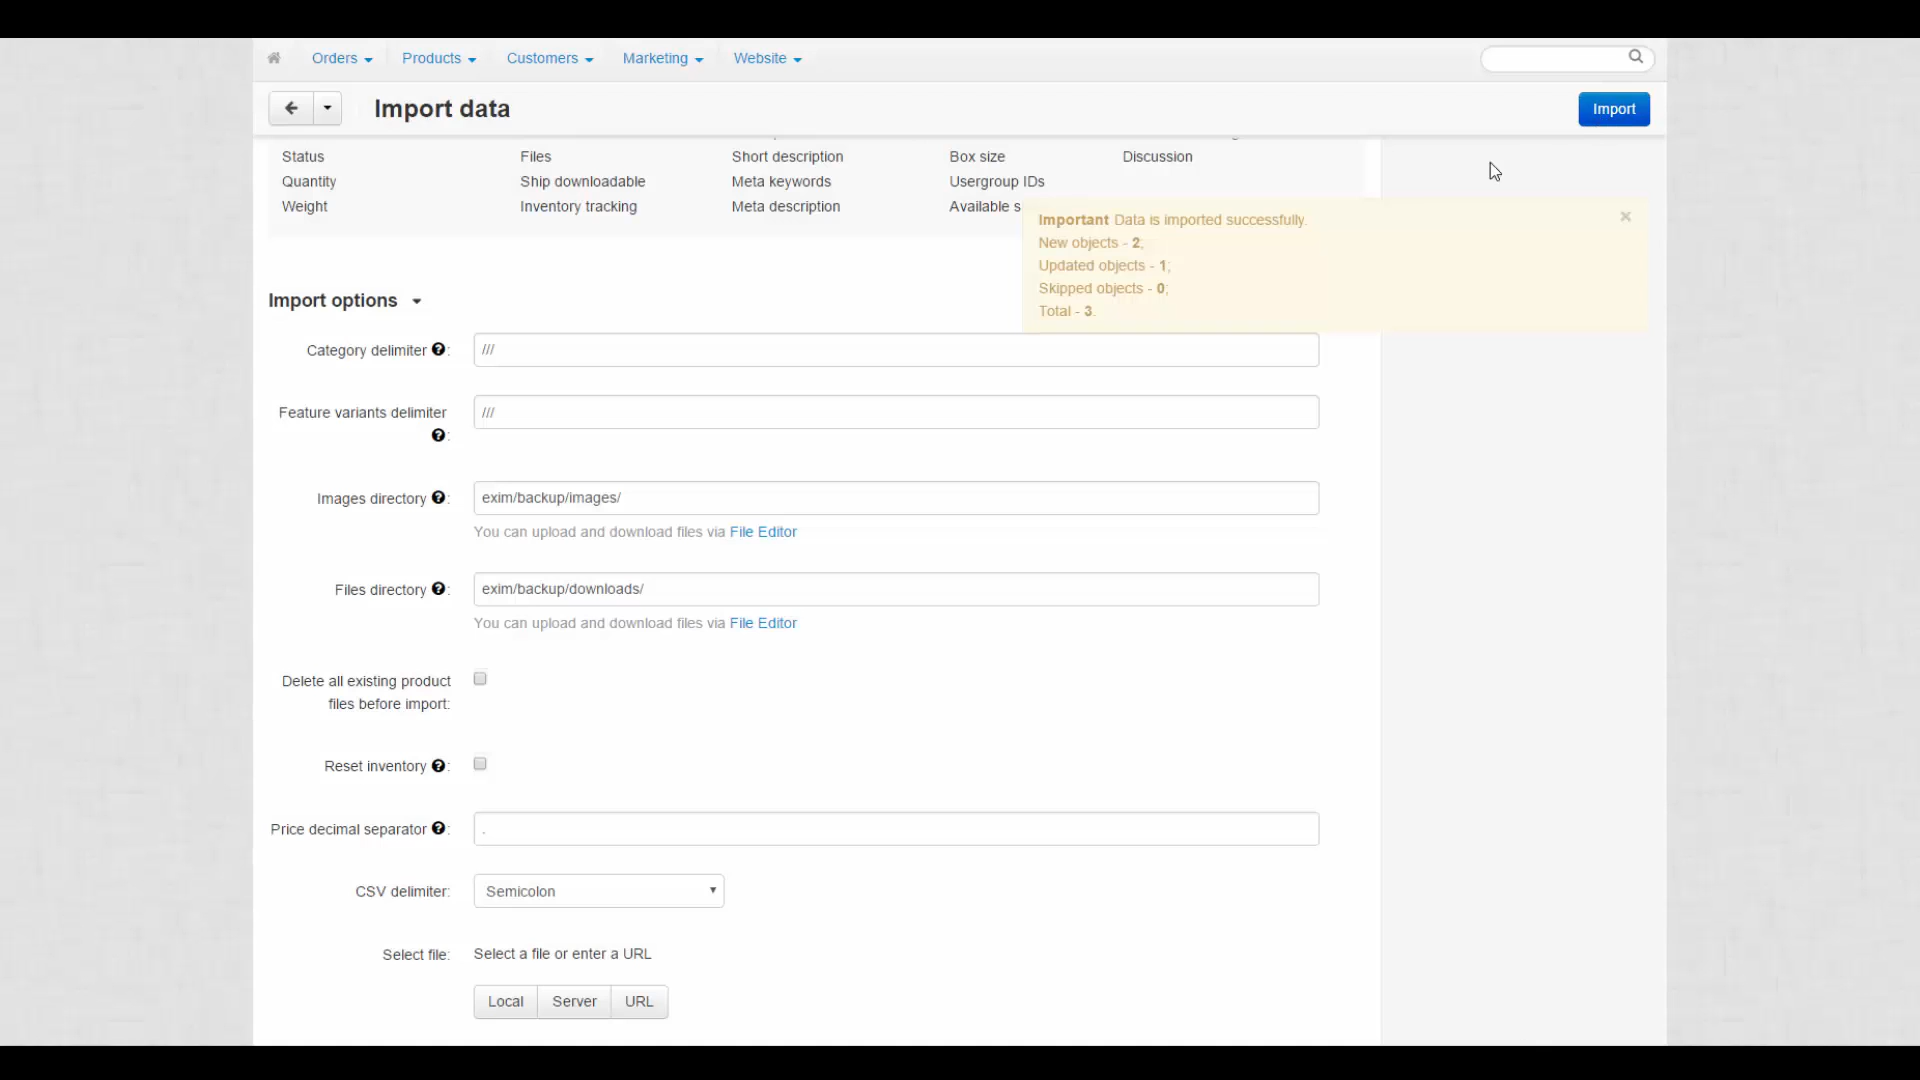 Orders Products Customers Marketing Website
Import data
Import
Status Files Short description Box size Discussion
Quantity Ship downloadable Meta keywords Usergroup IDs
Weight Inventory tracking Meta description Available s
Important Data is imported successfully.
New objects - 2;
Updated objects - 1;
Skipped objects - 0;
Total - 3.
Import options
Category delimiter ?: ///
Feature variants delimiter ?: ///
Images directory ?: exim/backup/images/
You can upload and download files via File Editor
Files directory ?: exim/backup/downloads/
You can upload and download files via File Editor
Delete all existing product
files before import:
Reset inventory ?:
Price decimal separator ?: .
CSV delimiter: Semicolon
Select file: Select a file or enter a URL
Local Server URL